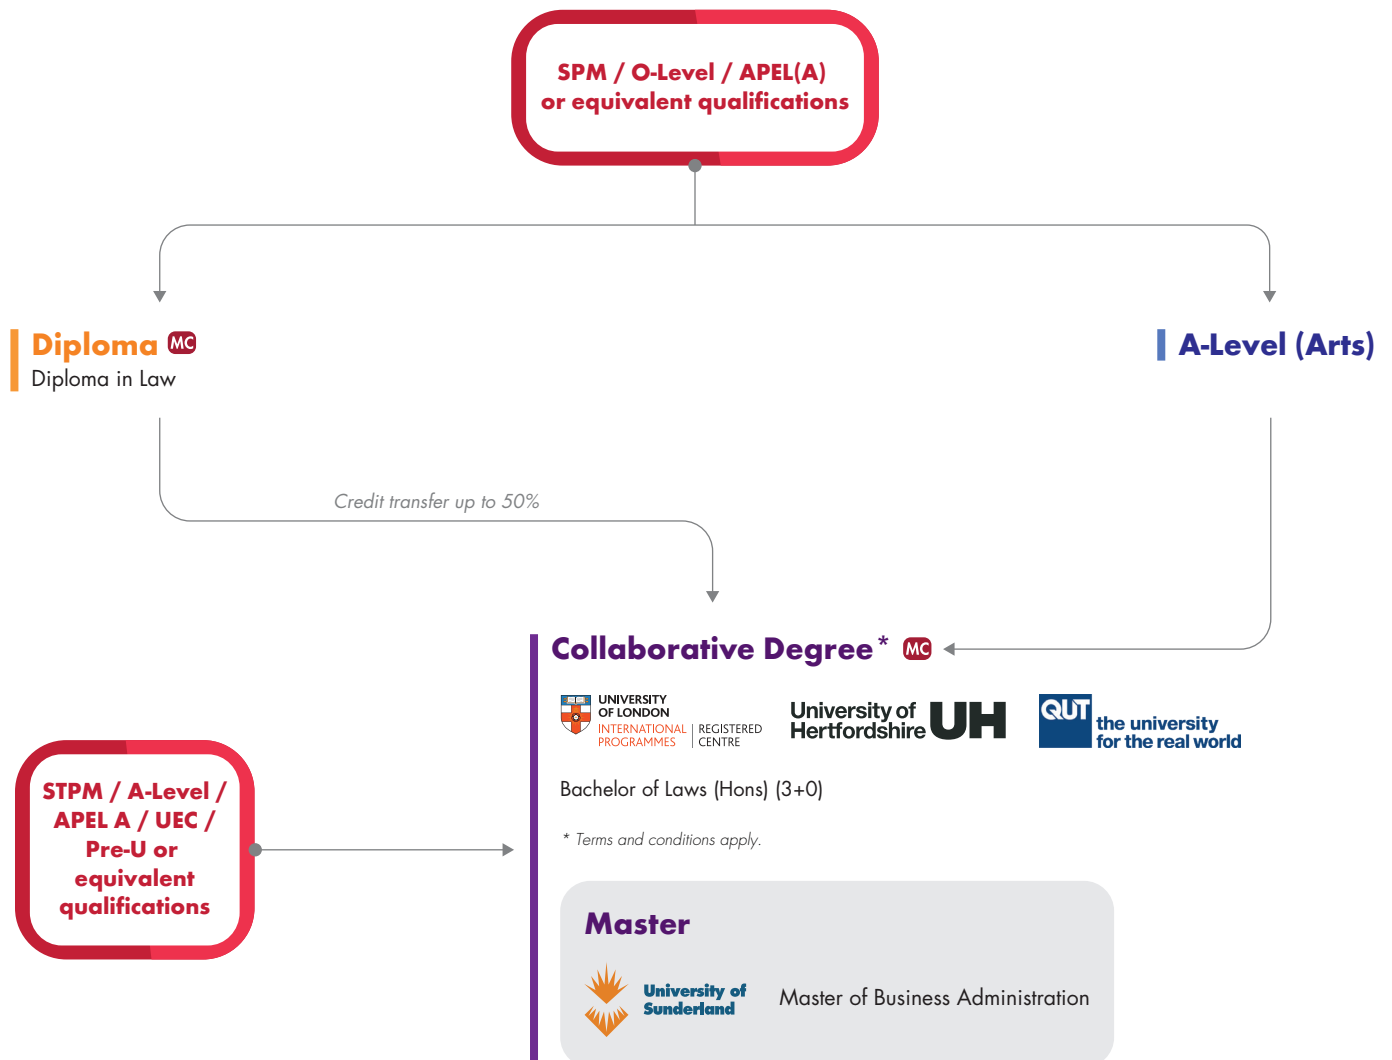 SPM / O-Level / APEL(A)
or equivalent qualifications
Diploma MC
Diploma in Law
A-Level (Arts)
Credit transfer up to 50%
Collaborative Degree* MC
UNIVERSITY
OF LONDON
INTERNATIONAL
PROGRAMMES
REGISTERED
CENTRE
University of
Hertfordshire
UH
QUT
the university
for the real world
Bachelor of Laws (Hons) (3+0)
* Terms and conditions apply.
STPM / A-Level /
APEL A / UEC /
Pre-U or
equivalent
qualifications
Master
University of
Sunderland
Master of Business Administration